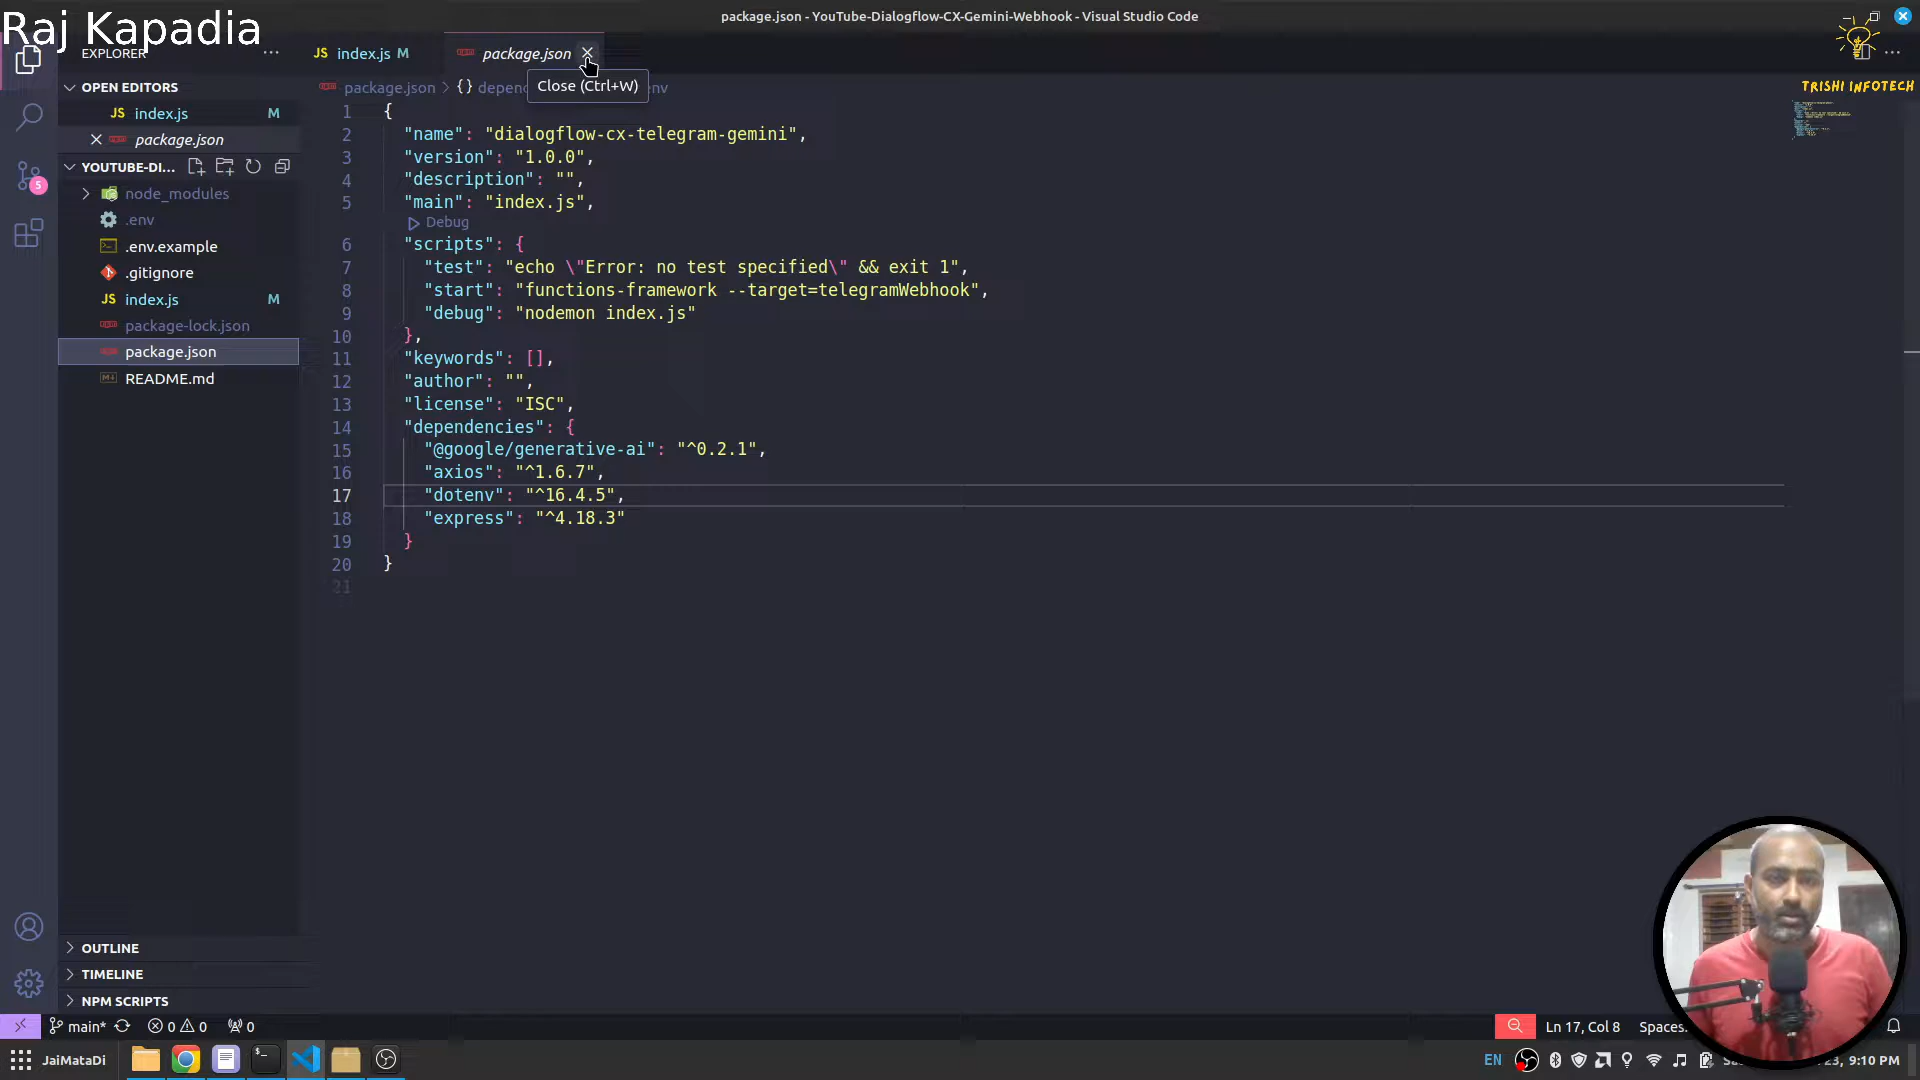 package.json - YouTube-Dialogflow-CX-Gemini-Webhook - Visual Studio Code
Raj Kapadia
EXPLORER
index.js M
package.json
TRISHI INFOTECH
Close (Ctrl+W)
OPEN EDITORS
index.js M
package.json
YOUTUBE-DI...
node_modules
.env
.env.example
.gitignore
index.js M
package-lock.json
package.json
README.md
OUTLINE
TIMELINE
NPM SCRIPTS
5
package.json > {} depen
1 {
2 "name": "dialogflow-cx-telegram-gemini",
3 "version": "1.0.0",
4 "description": "",
5 "main": "index.js",
Debug
6 "scripts": {
7 "test": "echo \"Error: no test specified\" && exit 1",
8 "start": "functions-framework --target=telegramWebhook",
9 "debug": "nodemon index.js"
10 },
11 "keywords": [],
12 "author": "",
13 "license": "ISC",
14 "dependencies": {
15 "@google/generative-ai": "^0.2.1",
16 "axios": "^1.6.7",
17 "dotenv": "^16.4.5",
18 "express": "^4.18.3"
19 }
20 }
21
main* 0 0 0
Ln 17, Col 8 Spaces:
JaiMataDi
EN
23, 9:10 PM